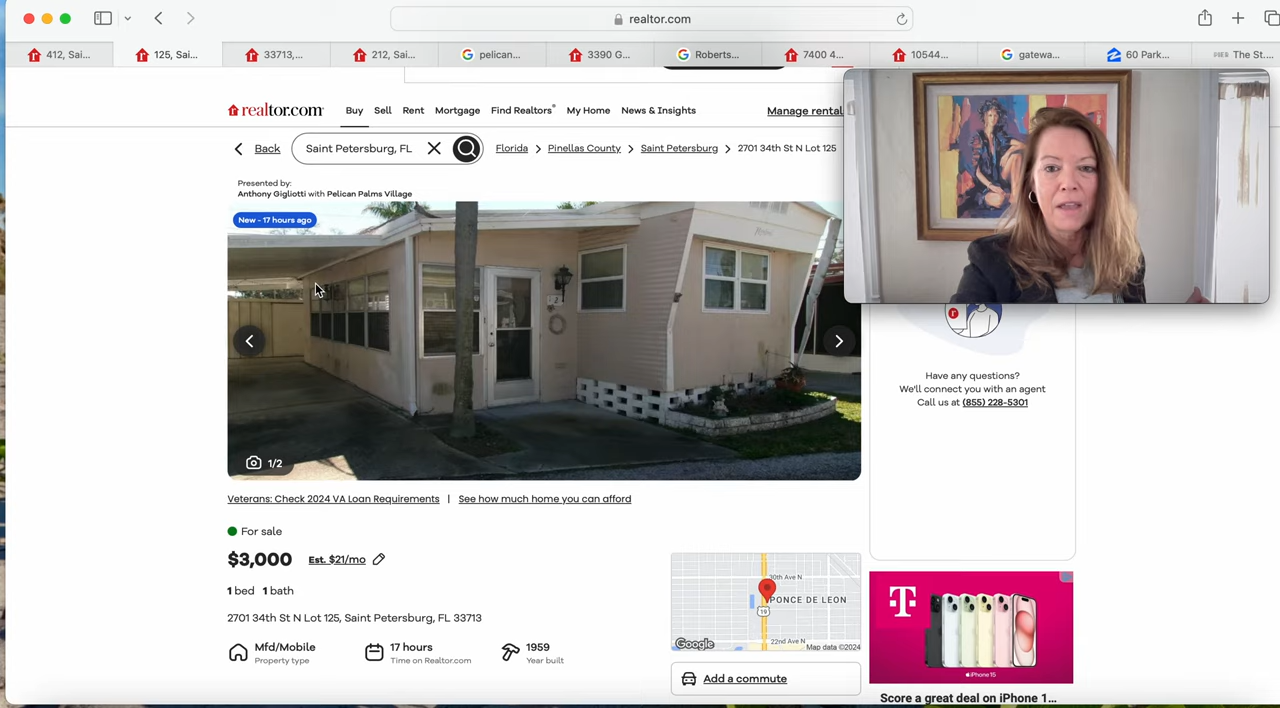 realtor.com
412, Sai...
125, Sai...
33713,...
212, Sai...
pelican...
3390 G...
Roberts...
7400 4...
10544...
gatewa...
60 Park...
PIER The St....
realtor.com
Buy Sell Rent Mortgage Find Realtors® My Home News & Insights
Manage rental
Back
Saint Petersburg, FL
Florida > Pinellas County > Saint Petersburg > 2701 34th St N Lot 125
Presented by:
Anthony Gigliotti with Pelican Palms Village
New - 17 hours ago
1/2
Have any questions?
We'll connect you with an agent
Call us at (855) 228-5301
Veterans: Check 2024 VA Loan Requirements | See how much home you can afford
For sale
$3,000 Est. $21/mo
1 bed 1 bath
2701 34th St N Lot 125, Saint Petersburg, FL 33713
Mfd/Mobile
Property type
17 hours
Time on Realtor.com
1959
Year built
30th Ave N
PONCE DE LEON
19
22nd Ave N
Google
Map data ©2024
Add a commute
T
iPhone 15
Score a great deal on iPhone 1...